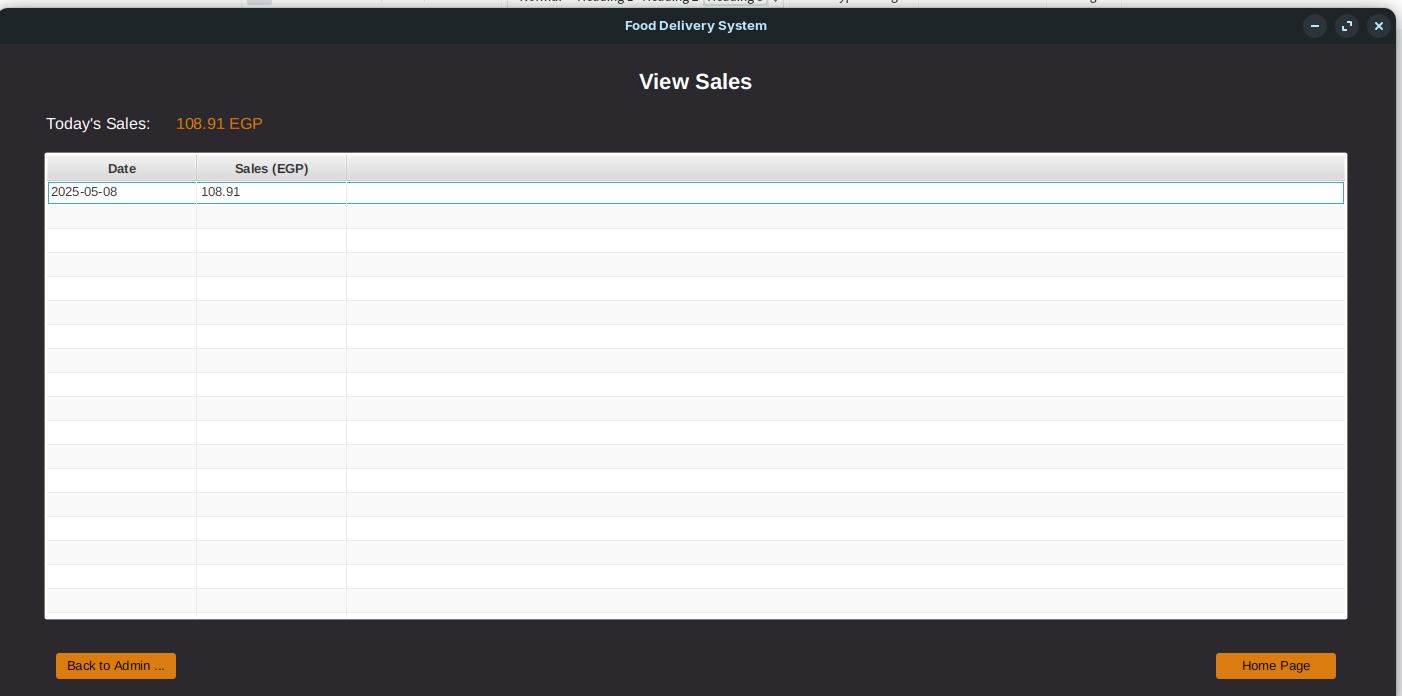 Food Delivery System
View Sales
Today's Sales: 108.91 EGP
Date Sales (EGP)
2025-05-08 108.91
Back to Admin ... Home Page